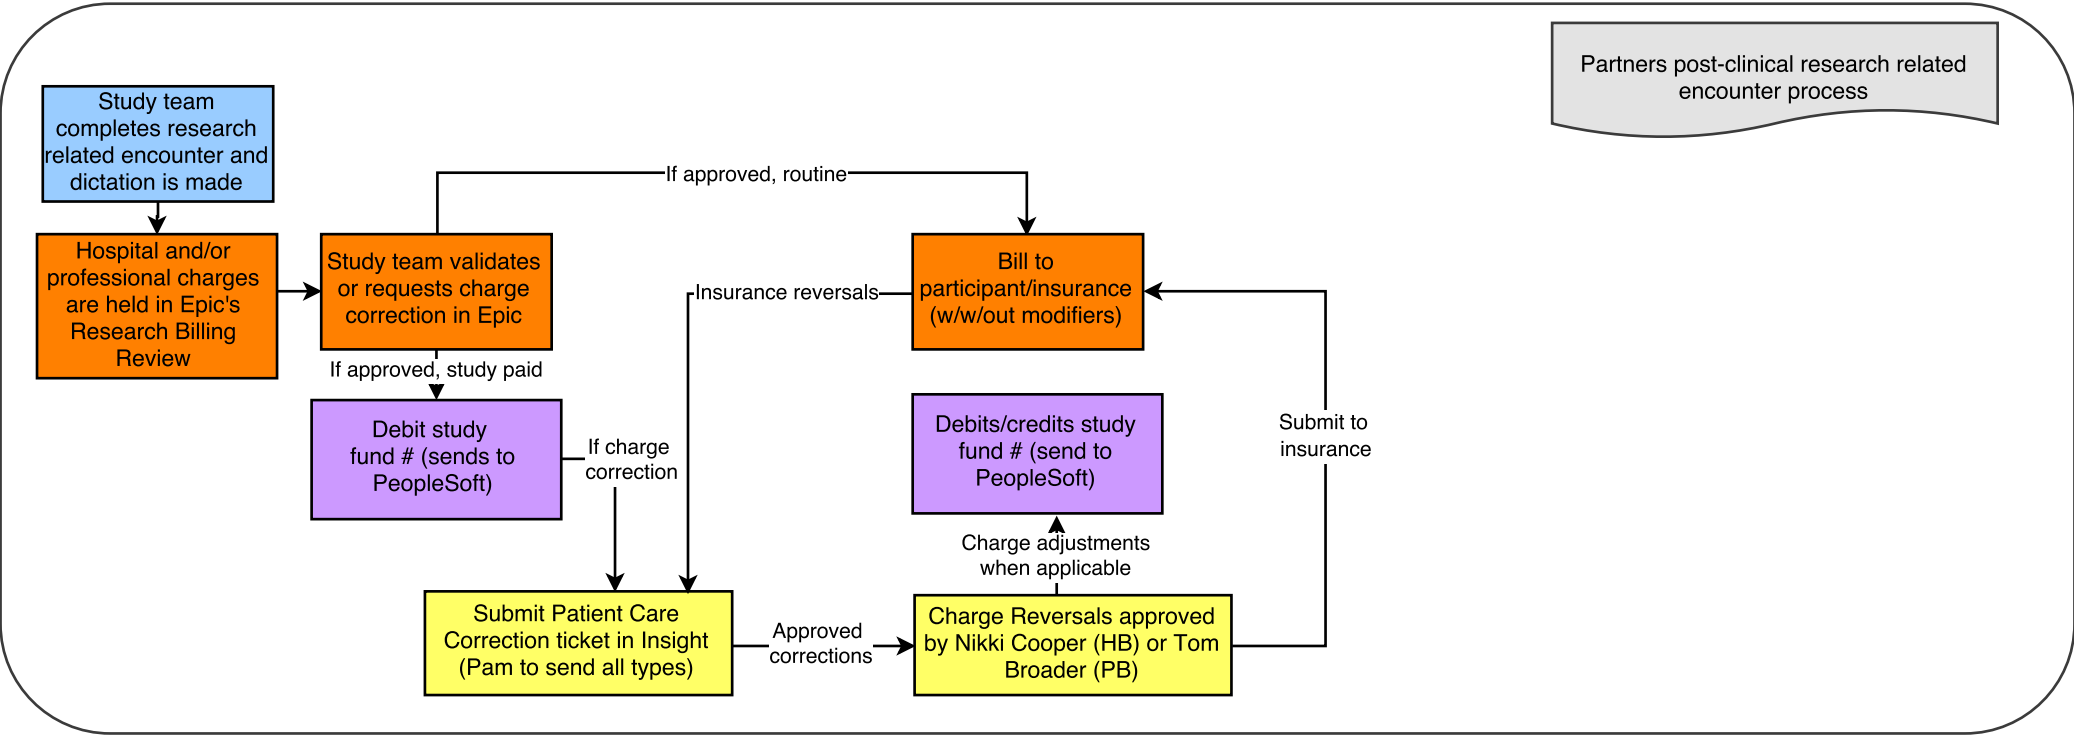 Partners post-clinical research related
encounter process
Study team
completes research
related encounter and
dictation is made
If approved, routine
Hospital and/or
professional charges
are held in Epic's
Research Billing
Review
Study team validates
or requests charge
correction in Epic
Bill to
participant/insurance
(w/w/out modifiers)
Insurance reversals
If approved, study paid
Debit study
fund # (sends to
PeopleSoft)
If charge
correction
Debits/credits study
fund # (send to
PeopleSoft)
Submit to
insurance
Charge adjustments
when applicable
Submit Patient Care
Correction ticket in Insight
(Pam to send all types)
Approved
corrections
Charge Reversals approved
by Nikki Cooper (HB) or Tom
Broader (PB)